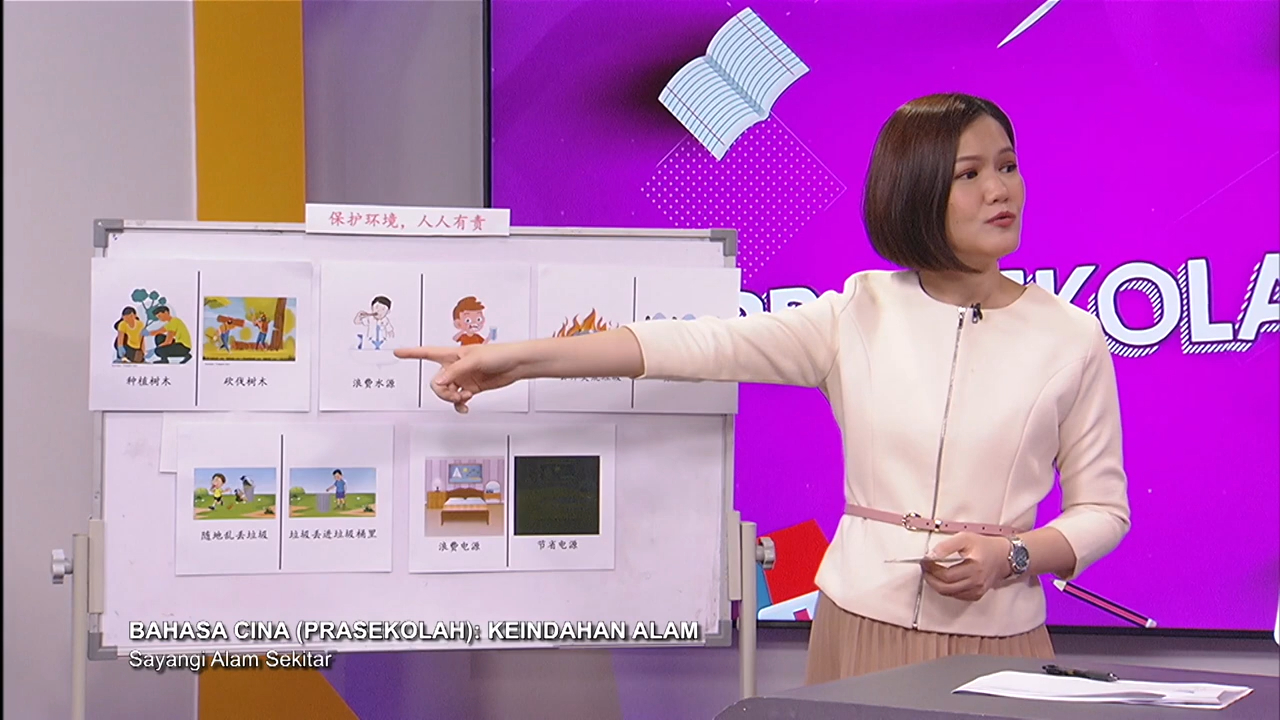 保护环境，人人有责
种植树木
砍伐树木
浪费水源
随地乱丢垃圾
垃圾丢进垃圾桶里
浪费电源
节省电源
BAHASA CINA (PRASEKOLAH): KEINDAHAN ALAM
Sayangi Alam Sekitar